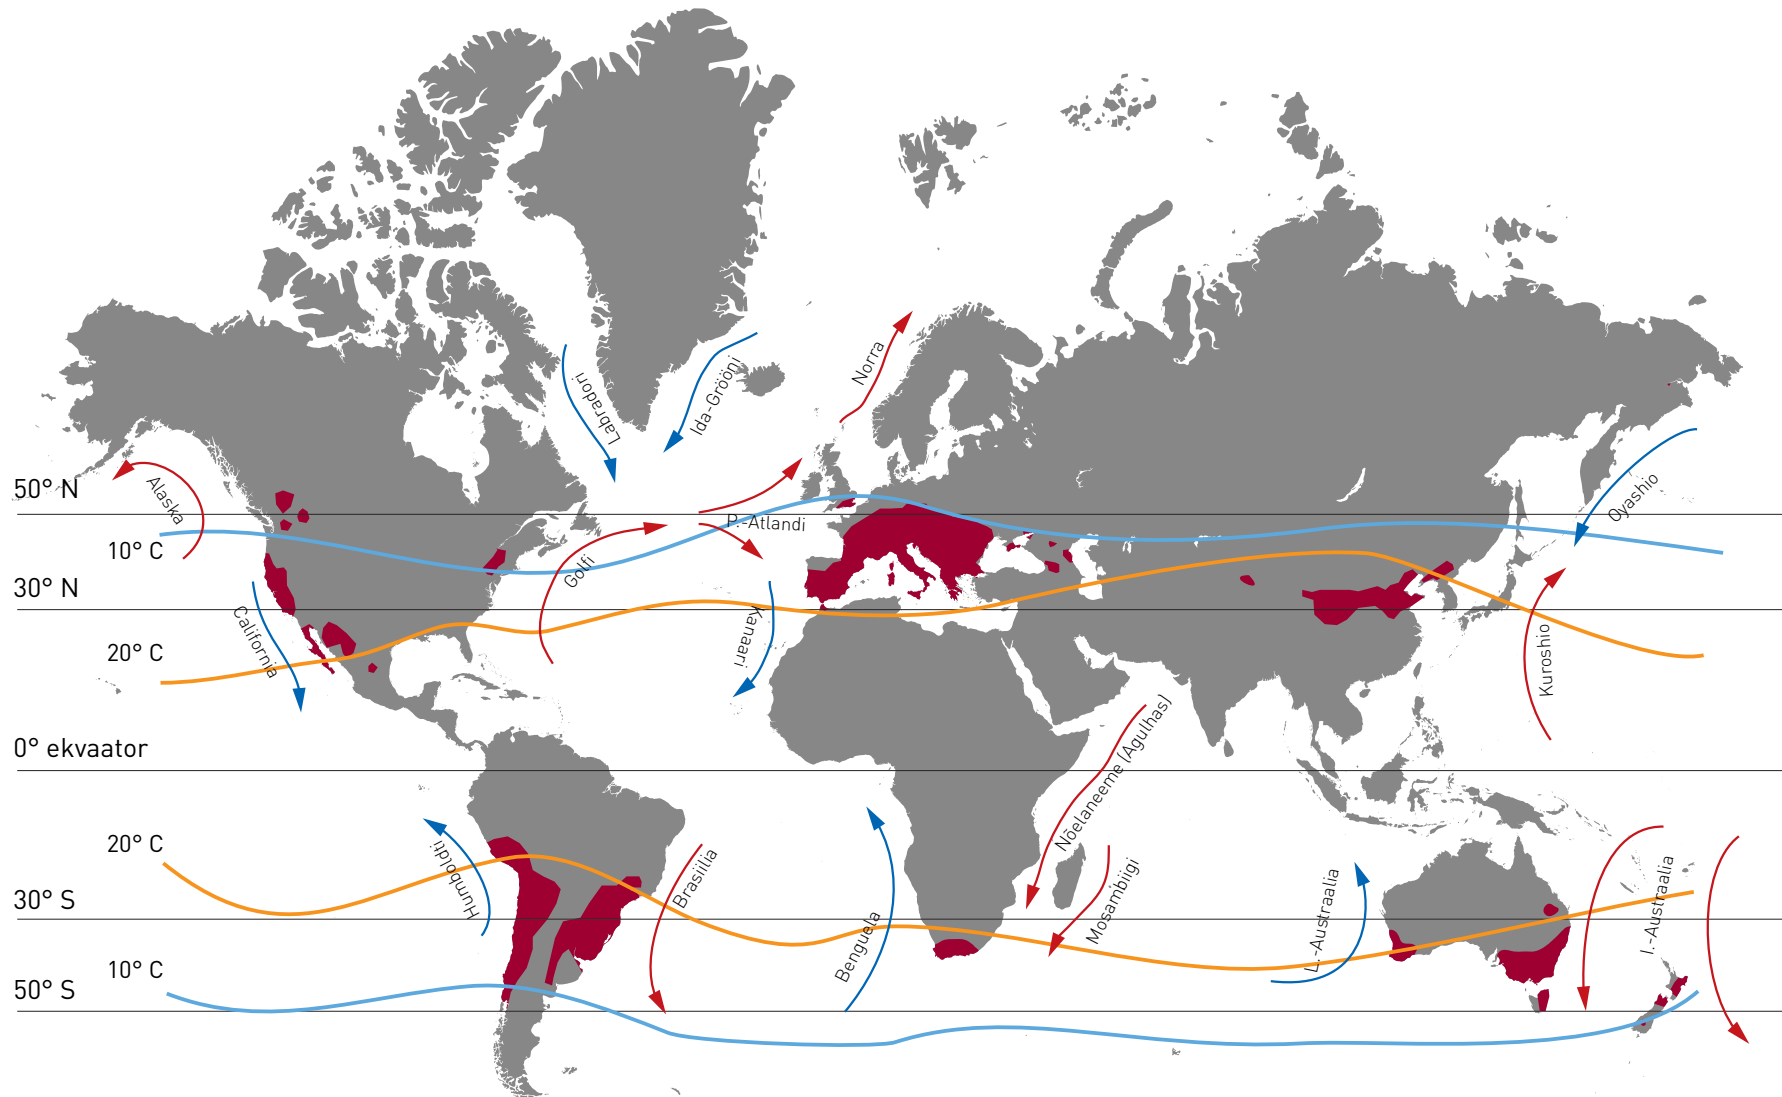 Norra
Ida-Grööni
Labradori
50° N
Alaska
Oyashio
P.-Atlandi
10° C
Golfi
30° N
California
Kanaari
20° C
Kuroshio
Nõelaneeme (Agulhas)
0° ekvaator
20° C
Humboldti
Brasiilia
Mosambiigi
30° S
Benguela
L.-Austraalia
I.-Austraalia
10° C
50° S